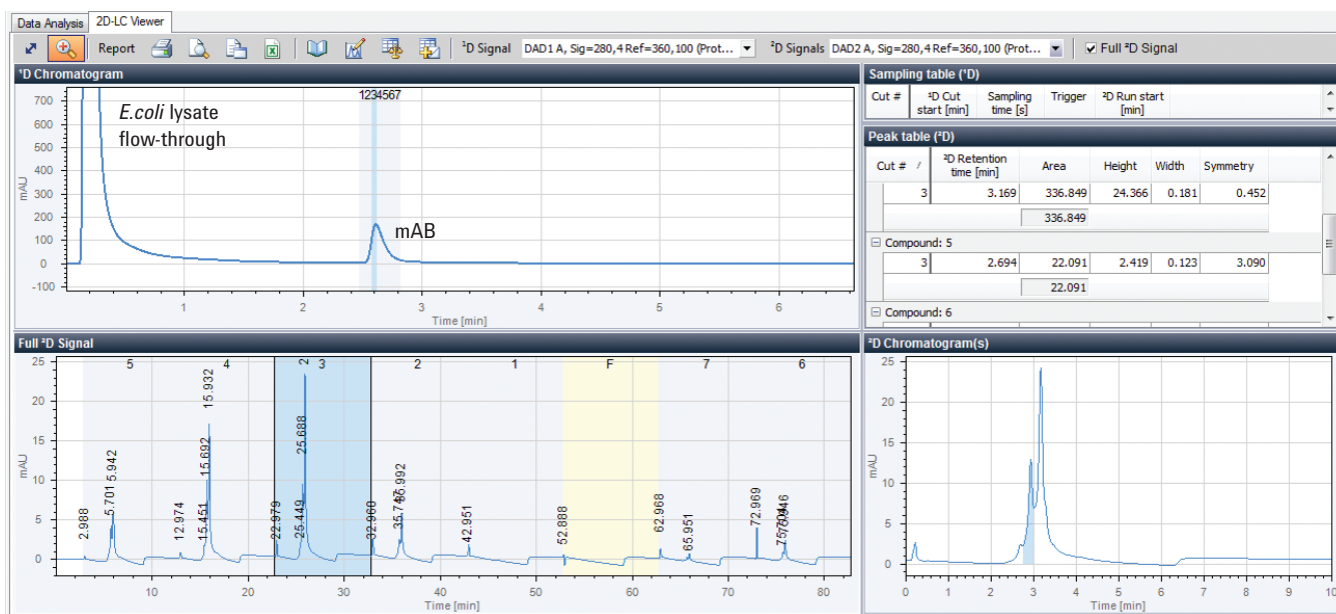 Data Analysis 2D-LC Viewer
Report ¹D Signal DAD1 A, Sig=280,4 Ref=360,100 (Prot... ²D Signals DAD2 A, Sig=280,4 Ref=360,100 (Prot... Full ²D Signal
¹D Chromatogram
1234567
E.coli lysate
flow-through
mAB
700
600
500
400
300
200
100
0
-100
mAU
1 2 3 4 5 6
Time [min]
Sampling table (¹D)
Cut # ¹D Cut start [min] Sampling time [s] Trigger ²D Run start [min]
Peak table (²D)
Cut # / ²D Retention time [min] Area Height Width Symmetry
3 3.169 336.849 24.366 0.181 0.452
336.849
Compound: 5
3 2.694 22.091 2.419 0.123 3.090
22.091
Compound: 6
Full ²D Signal
5 4 3 2 1 F 7 6
25
20
15
10
5
0
mAU
2.988
5.701
5.942
12.974
15.451
15.692
15.932
22.979
25.449
25.688
2
32.960
42.951
52.888
62.968
65.951
72.969
10 20 30 40 50 60 70 80
Time [min]
²D Chromatogram(s)
25
20
15
10
5
0
mAU
0 1 2 3 4 5 6 7 8 9 10
Time [min]